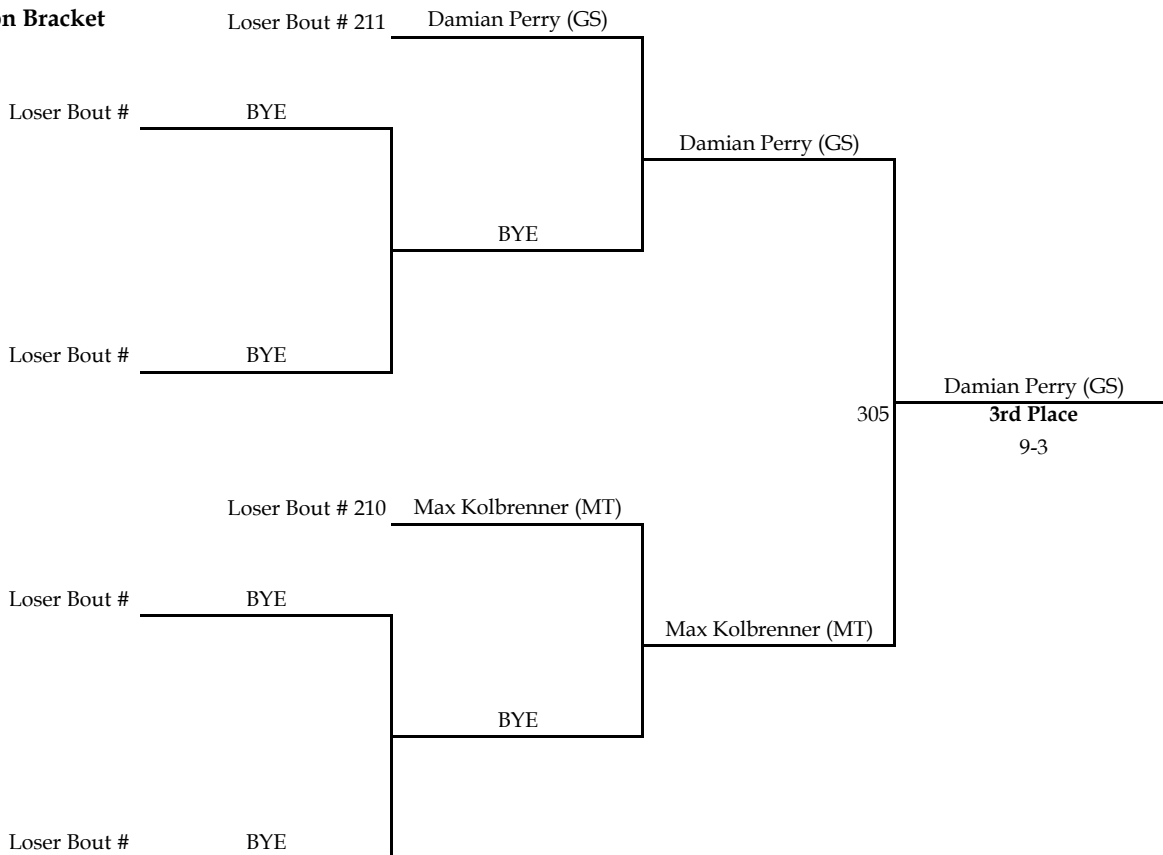 on Bracket
Loser Bout # 211 Damian Perry (GS)
Loser Bout # BYE
Damian Perry (GS)
BYE
Loser Bout # BYE
Damian Perry (GS)
305 3rd Place
9-3
Loser Bout # 210 Max Kolbrenner (MT)
Loser Bout # BYE
Max Kolbrenner (MT)
BYE
Loser Bout # BYE